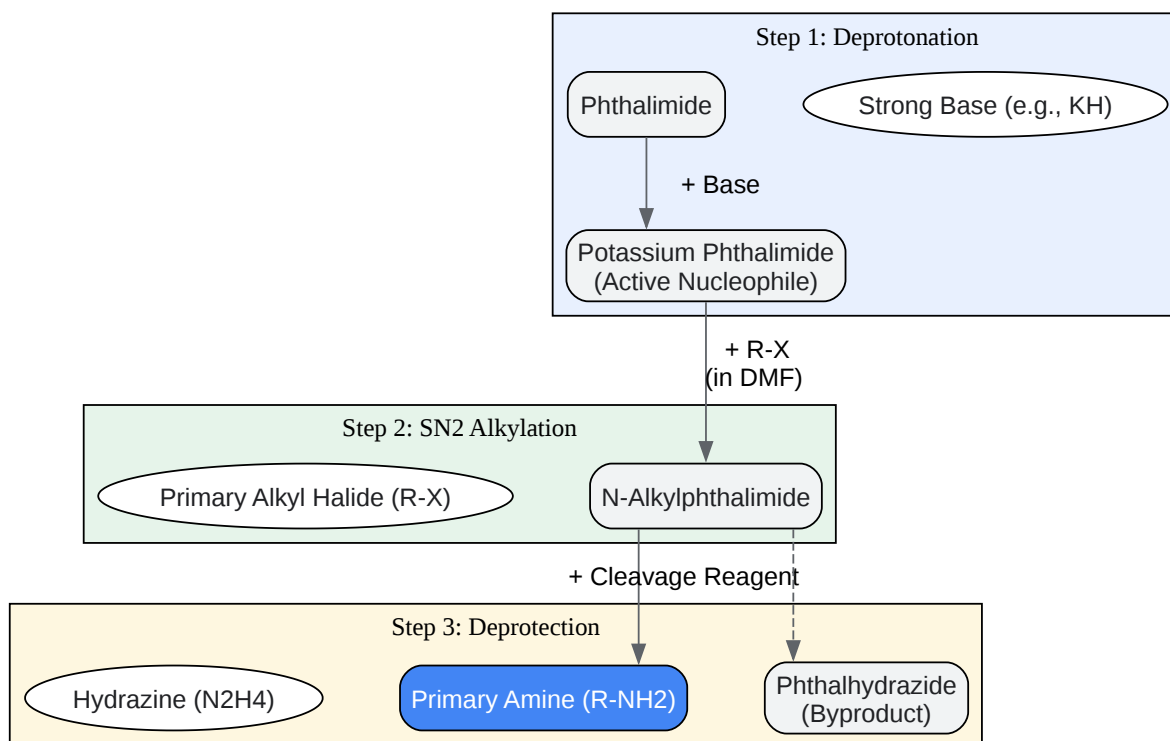 Step 1: Deprotonation
Phthalimide
Strong Base (e.g., KH)
+ Base
Potassium Phthalimide
(Active Nucleophile)
+ R-X
(in DMF)
Step 2: SN2 Alkylation
Primary Alkyl Halide (R-X)
N-Alkylphthalimide
+ Cleavage Reagent
Step 3: Deprotection
Hydrazine (N2H4)
Primary Amine (R-NH2)
Phthalhydrazide
(Byproduct)